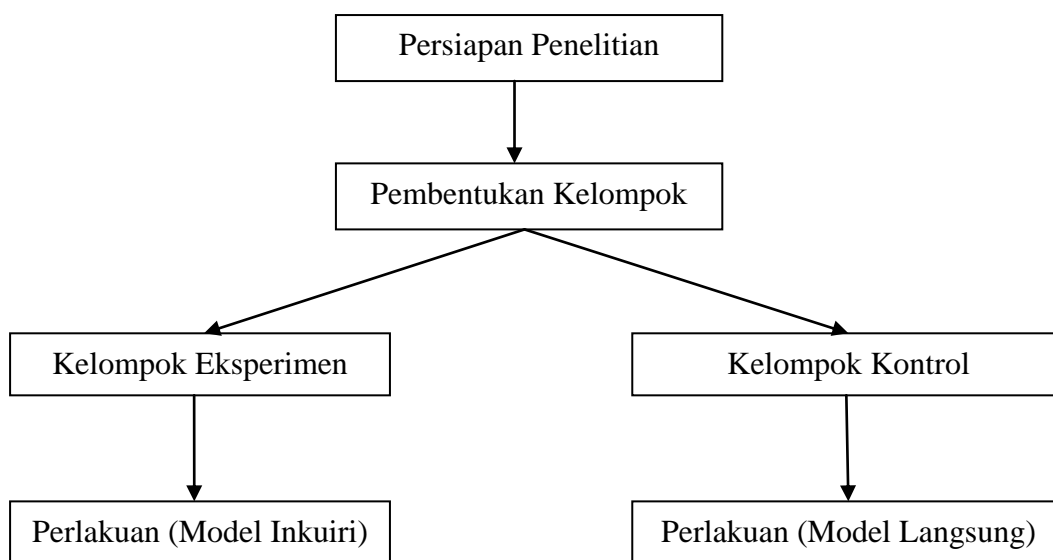 Persiapan Penelitian
Pembentukan Kelompok
Kelompok Eksperimen
Kelompok Kontrol
Perlakuan (Model Inkuiri)
Perlakuan (Model Langsung)